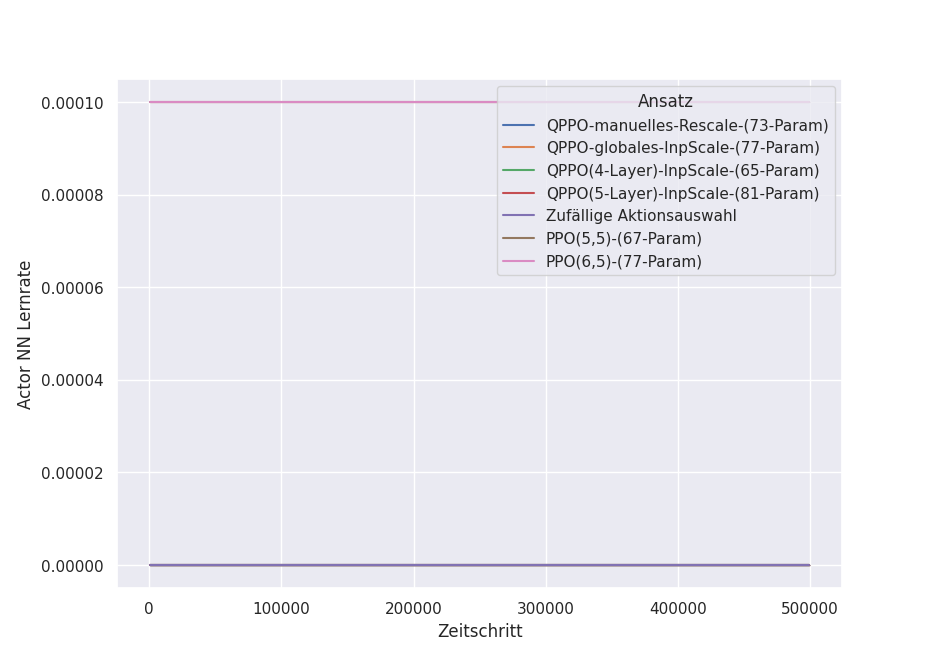 0.00010
0.00008
0.00006
0.00004
0.00002
0.00000
Actor NN Lernrate
Ansatz
QPPO-manuelles-Rescale-(73-Param)
QPPO-globales-InpScale-(77-Param)
QPPO(4-Layer)-InpScale-(65-Param)
QPPO(5-Layer)-InpScale-(81-Param)
Zufällige Aktionsauswahl
PPO(5,5)-(67-Param)
PPO(6,5)-(77-Param)
0 100000 200000 300000 400000 500000
Zeitschritt